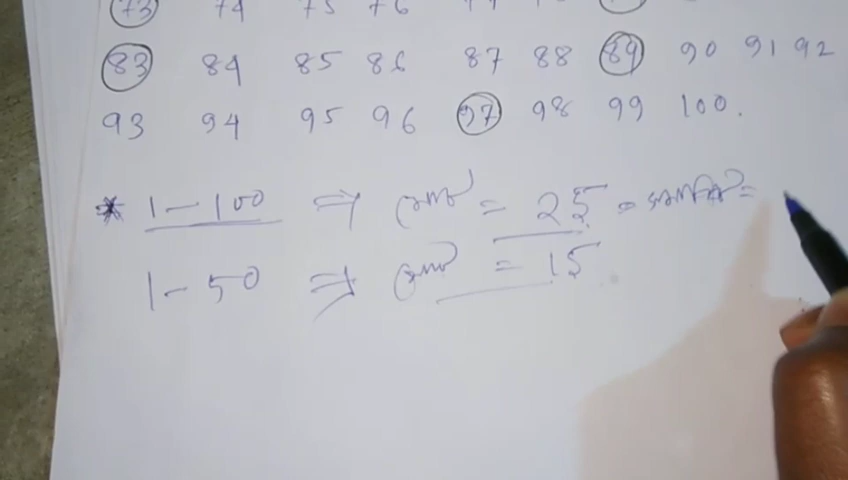 73 74 75 76
83 84 85 86 87 88 89 90 91 92
93 94 95 96 97 98 99 100.
* 1 - 100 ⇒ = 25 = =
1 - 50 ⇒ = 15